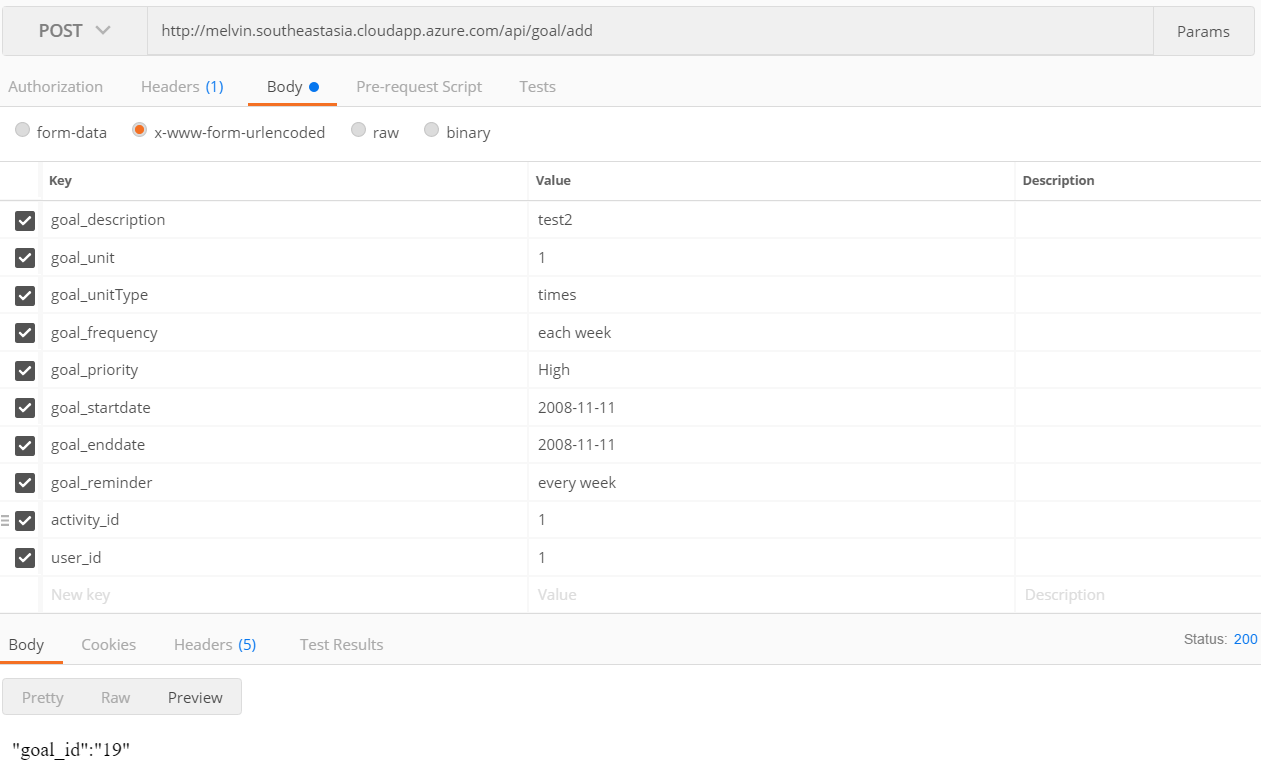 POST http://melvin.southeastasia.cloudapp.azure.com/api/goal/add Params
Authorization Headers (1) Body Pre-request Script Tests
form-data x-www-form-urlencoded raw binary
Key Value Description
goal_description test2
goal_unit 1
goal_unitType times
goal_frequency each week
goal_priority High
goal_startdate 2008-11-11
goal_enddate 2008-11-11
goal_reminder every week
activity_id 1
user_id 1
New key Value Description
Body Cookies Headers (5) Test Results Status: 200
Pretty Raw Preview
"goal_id":"19"